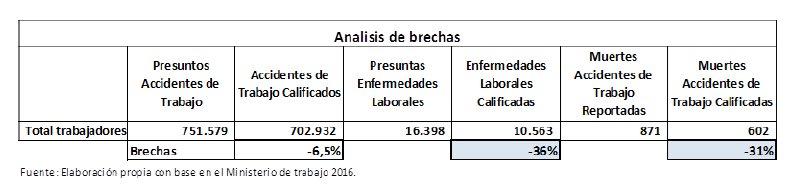 Analisis de brechas
Presuntos
Accidentes de
Trabajo
Accidentes de
Trabajo Calificados
Presuntas
Enfermedades
Laborales
Enfermedades
Laborales
Calificadas
Muertes
Accidentes de
Trabajo
Reportadas
Muertes
Accidentes de
Trabajo Calificadas
Total trabajadores 751.579 702.932 16.398 10.563 871 602
Brechas -6,5% -36% -31%
Fuente: Elaboración propia con base en el Ministerio de trabajo 2016.